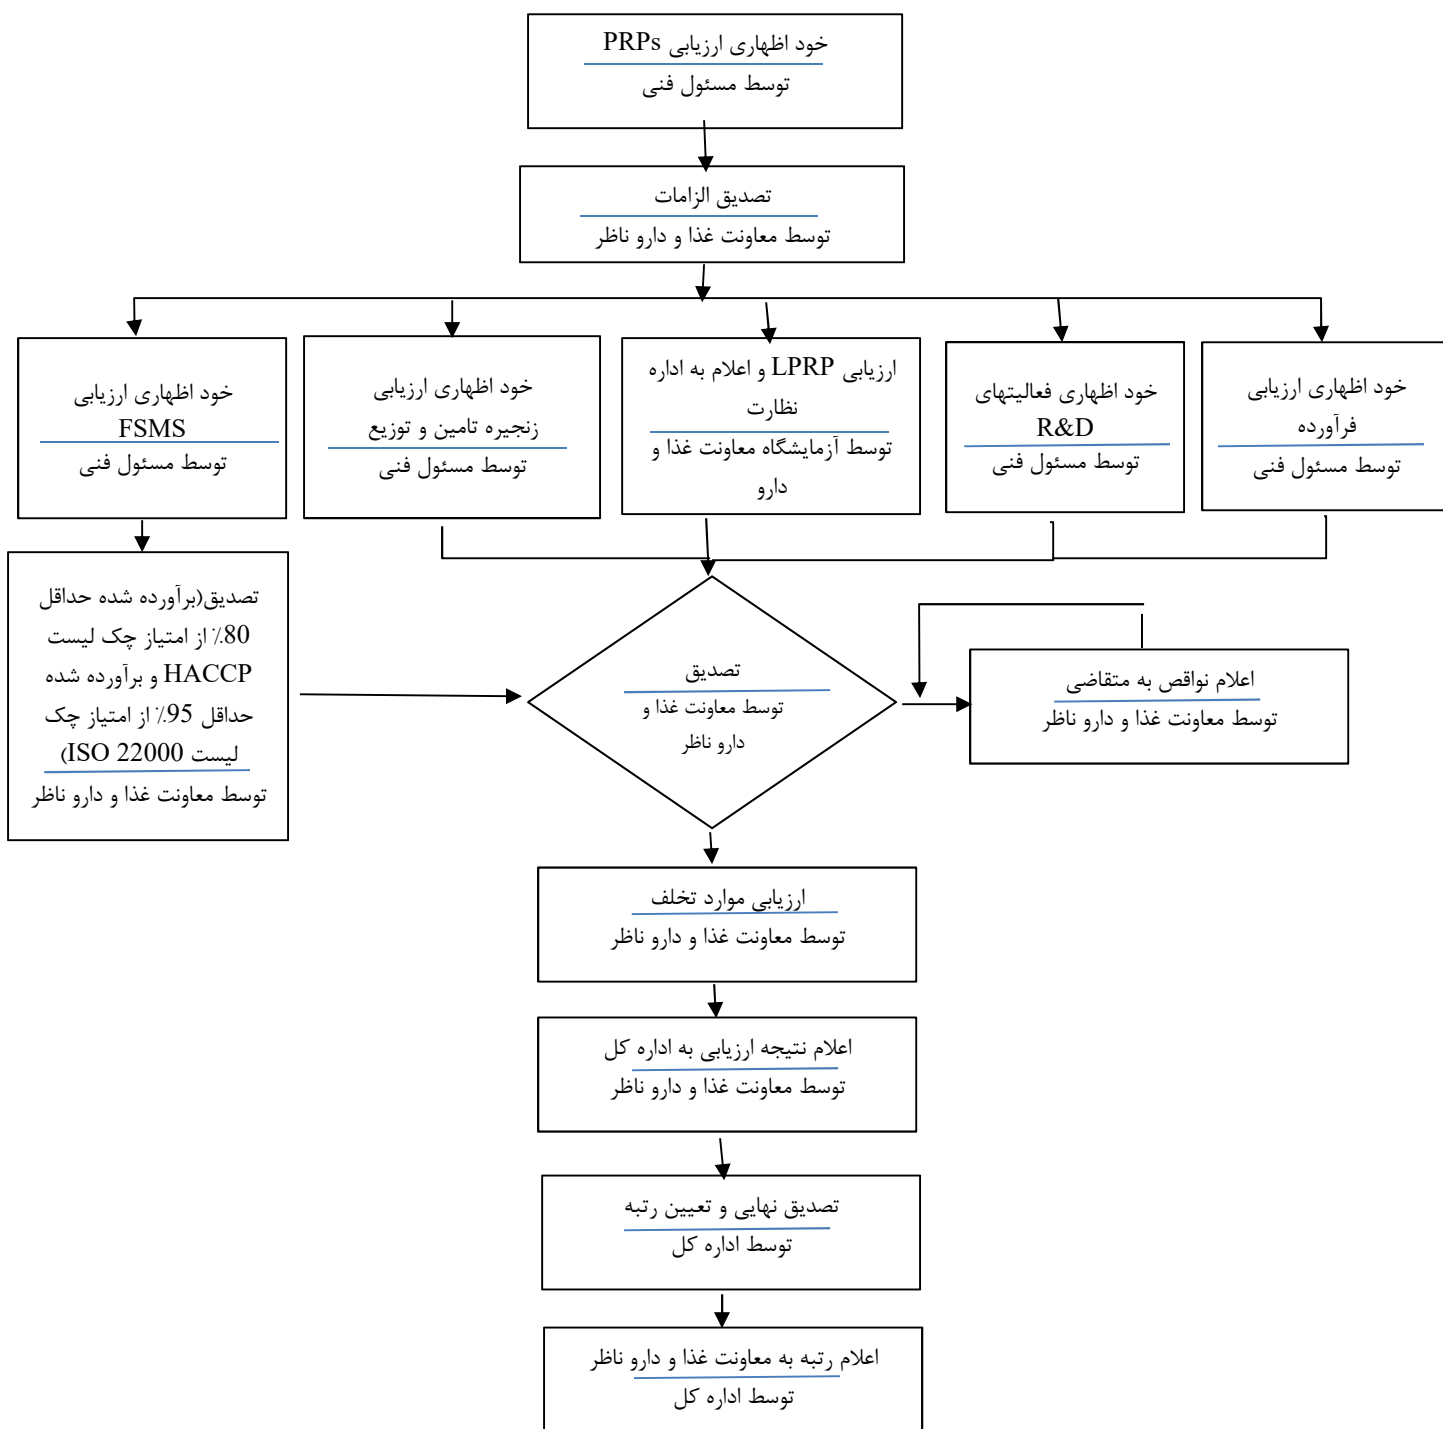 خود اظهاری ارزیابی PRPs
توسط مسئول فنی
تصدیق الزامات
توسط معاونت غذا و دارو ناظر
خود اظهاری ارزیابی
فرآورده
توسط مسئول فنی
خود اظهاری فعالیتهای
R&D
توسط مسئول فنی
ارزیابی LPRP و اعلام به اداره
نظارت
توسط آزمایشگاه معاونت غذا و
دارو
خود اظهاری ارزیابی
زنجیره تامین و توزیع
توسط مسئول فنی
خود اظهاری ارزیابی
FSMS
توسط مسئول فنی
تصدیق(برآورده شده حداقل
80٪ از امتیاز چک لیست
HACCP و برآورده شده
حداقل 95٪ از امتیاز چک
لیست ISO 22000)
توسط معاونت غذا و دارو ناظر
تصدیق
توسط معاونت غذا و
دارو ناظر
اعلام نواقص به متقاضی
توسط معاونت غذا و دارو ناظر
ارزیابی موارد تخلف
توسط معاونت غذا و دارو ناظر
اعلام نتیجه ارزیابی به اداره کل
توسط معاونت غذا و دارو ناظر
تصدیق نهایی و تعیین رتبه
توسط اداره کل
اعلام رتبه به معاونت غذا و دارو ناظر
توسط اداره کل